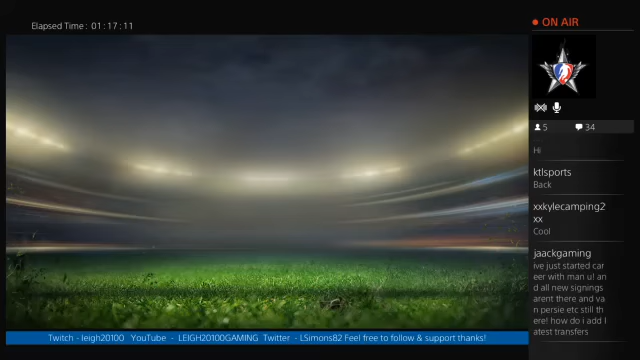 Elapsed Time : 01 : 17 : 11
ON AIR
5
34
Hi
ktlsports
Back
xxkylecamping2
xx
Cool
jaackgaming
ive just started car
eer with man u! an
d all new signings
arent there and va
n persie etc still th
ere! how do i add l
atest transfers
Twitch - leigh20100 YouTube - LEIGH20100GAMING Twitter - LSimons82 Feel free to follow & support thanks!